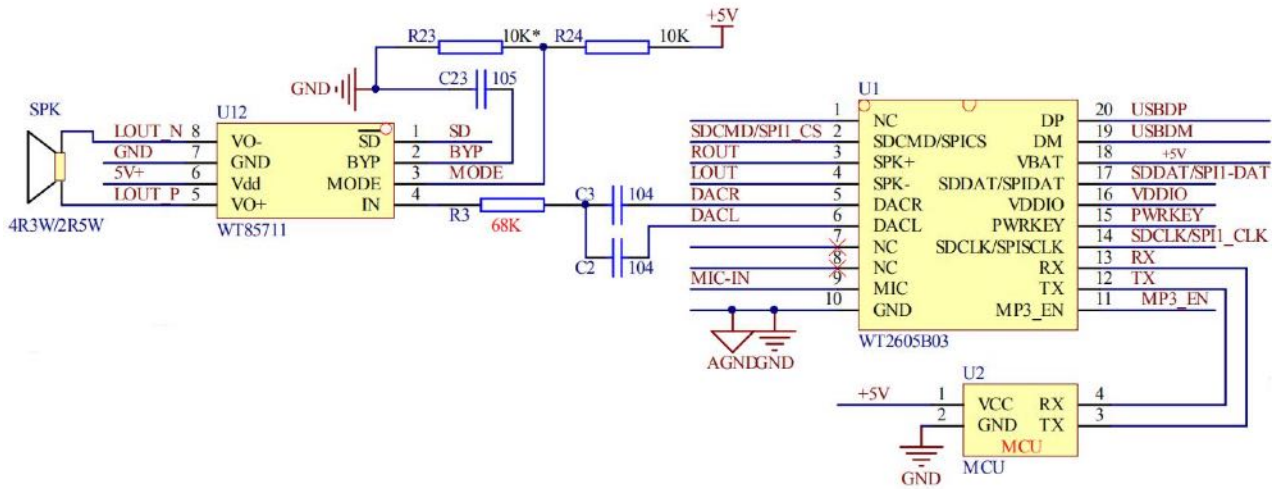 +5V
R23 10K* R24 10K
GND
C23 105
U12
SPK
LOUT_N 8 VO- SD 1 SD
GND 7 GND BYP 2 BYP
5V+ 6 Vdd MODE 3 MODE
LOUT_P 5 VO+ IN 4
4R3W/2R5W
WT85711
R3 68K
C3 104
C2 104
U1
1 NC DP 20 USBDP
SDCMD/SPI1_CS 2 SDCMD/SPICS DM 19 USBDM
ROUT 3 SPK+ VBAT 18 +5V
LOUT 4 SPK- SDDAT/SPIDAT 17 SDDAT/SPI1-DAT
DACR 5 DACR VDDIO 16 VDDIO
DACL 6 DACL PWRKEY 15 PWRKEY
7 NC SDCLK/SPISCLK 14 SDCLK/SPI1_CLK
8 NC RX 13 RX
MIC-IN 9 MIC TX 12 TX
10 GND MP3_EN 11 MP3_EN
WT2605B03
AGND GND
U2
+5V 1 VCC RX 4
2 GND TX 3
MCU
GND
MCU